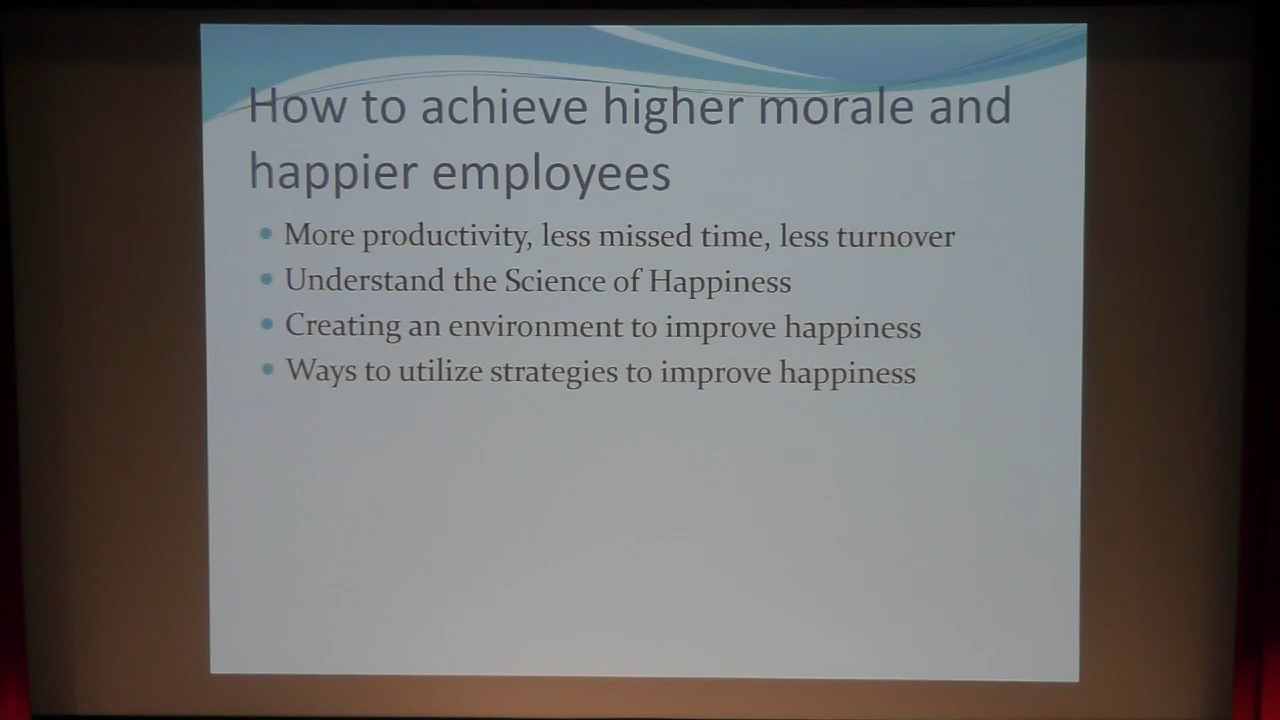 How to achieve higher morale and
happier employees
• More productivity, less missed time, less turnover
• Understand the Science of Happiness
• Creating an environment to improve happiness
• Ways to utilize strategies to improve happiness